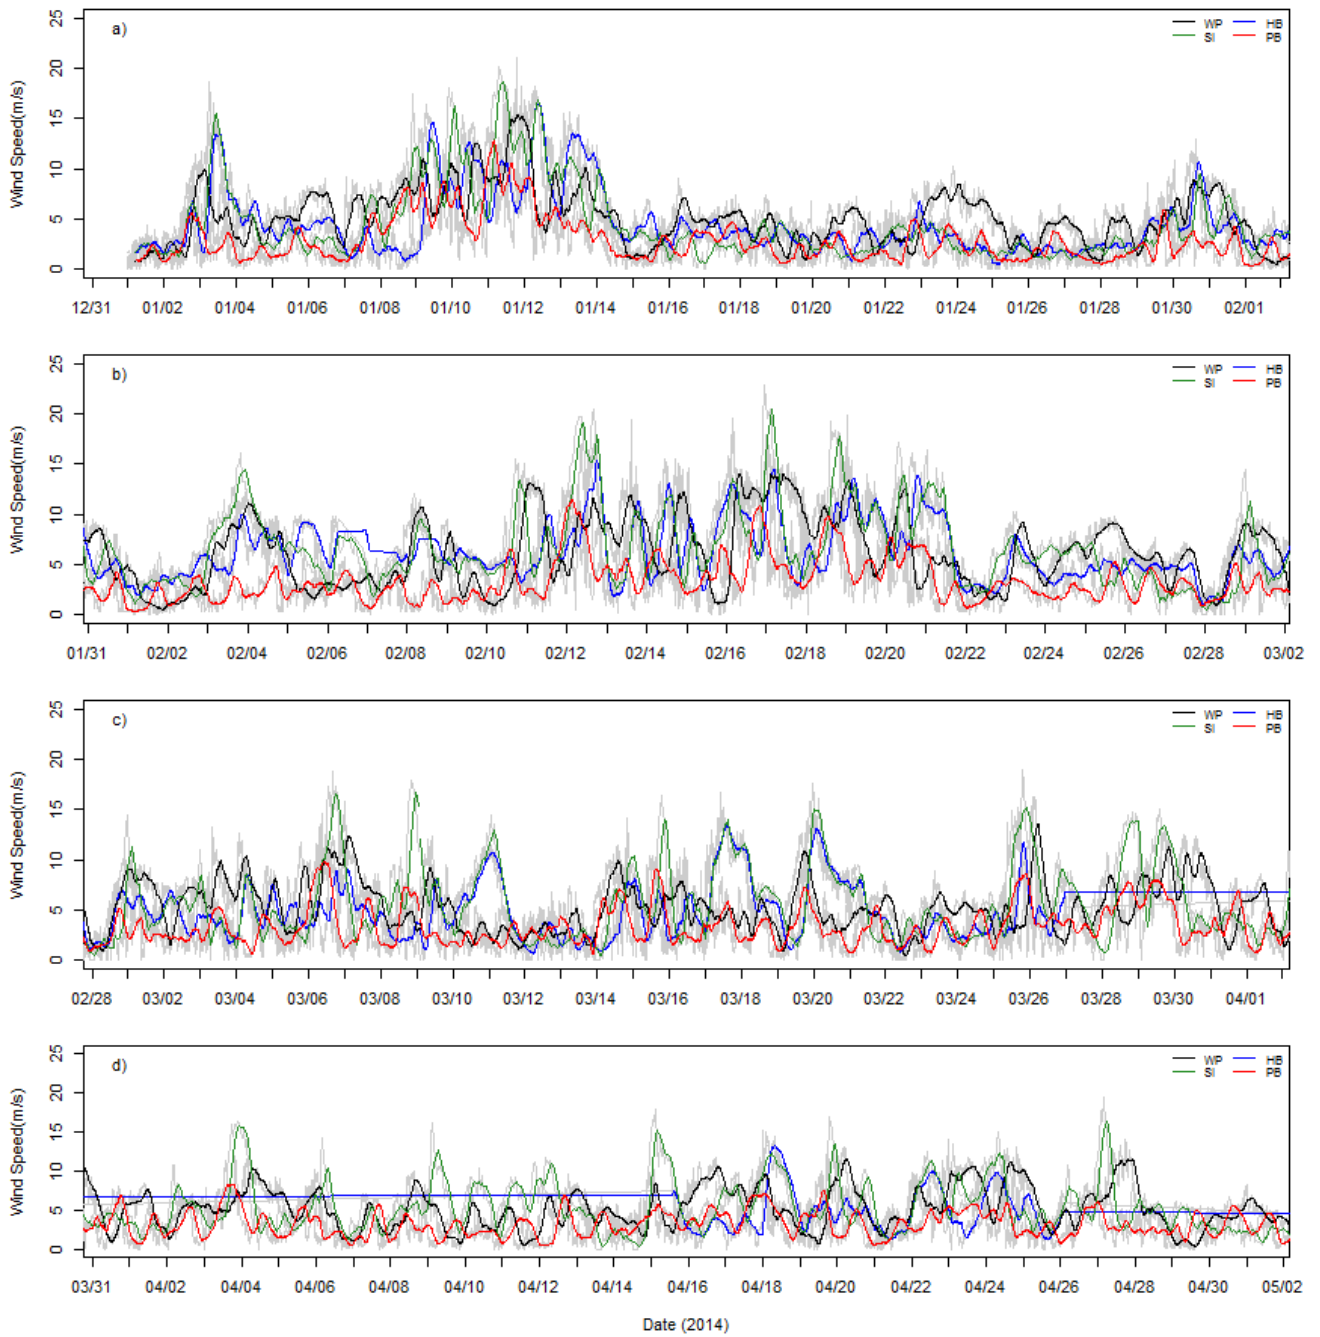 a)
WP HB
SI PB
Wind Speed(m/s)
0 5 10 15 20 25
12/31 01/02 01/04 01/06 01/08 01/10 01/12 01/14 01/16 01/18 01/20 01/22 01/24 01/26 01/28 01/30 02/01
b)
WP HB
SI PB
Wind Speed(m/s)
0 5 10 15 20 25
01/31 02/02 02/04 02/06 02/08 02/10 02/12 02/14 02/16 02/18 02/20 02/22 02/24 02/26 02/28 03/02
c)
WP HB
SI PB
Wind Speed(m/s)
0 5 10 15 20 25
02/28 03/02 03/04 03/06 03/08 03/10 03/12 03/14 03/16 03/18 03/20 03/22 03/24 03/26 03/28 03/30 04/01
d)
WP HB
SI PB
Wind Speed(m/s)
0 5 10 15 20 25
03/31 04/02 04/04 04/06 04/08 04/10 04/12 04/14 04/16 04/18 04/20 04/22 04/24 04/26 04/28 04/30 05/02
Date (2014)